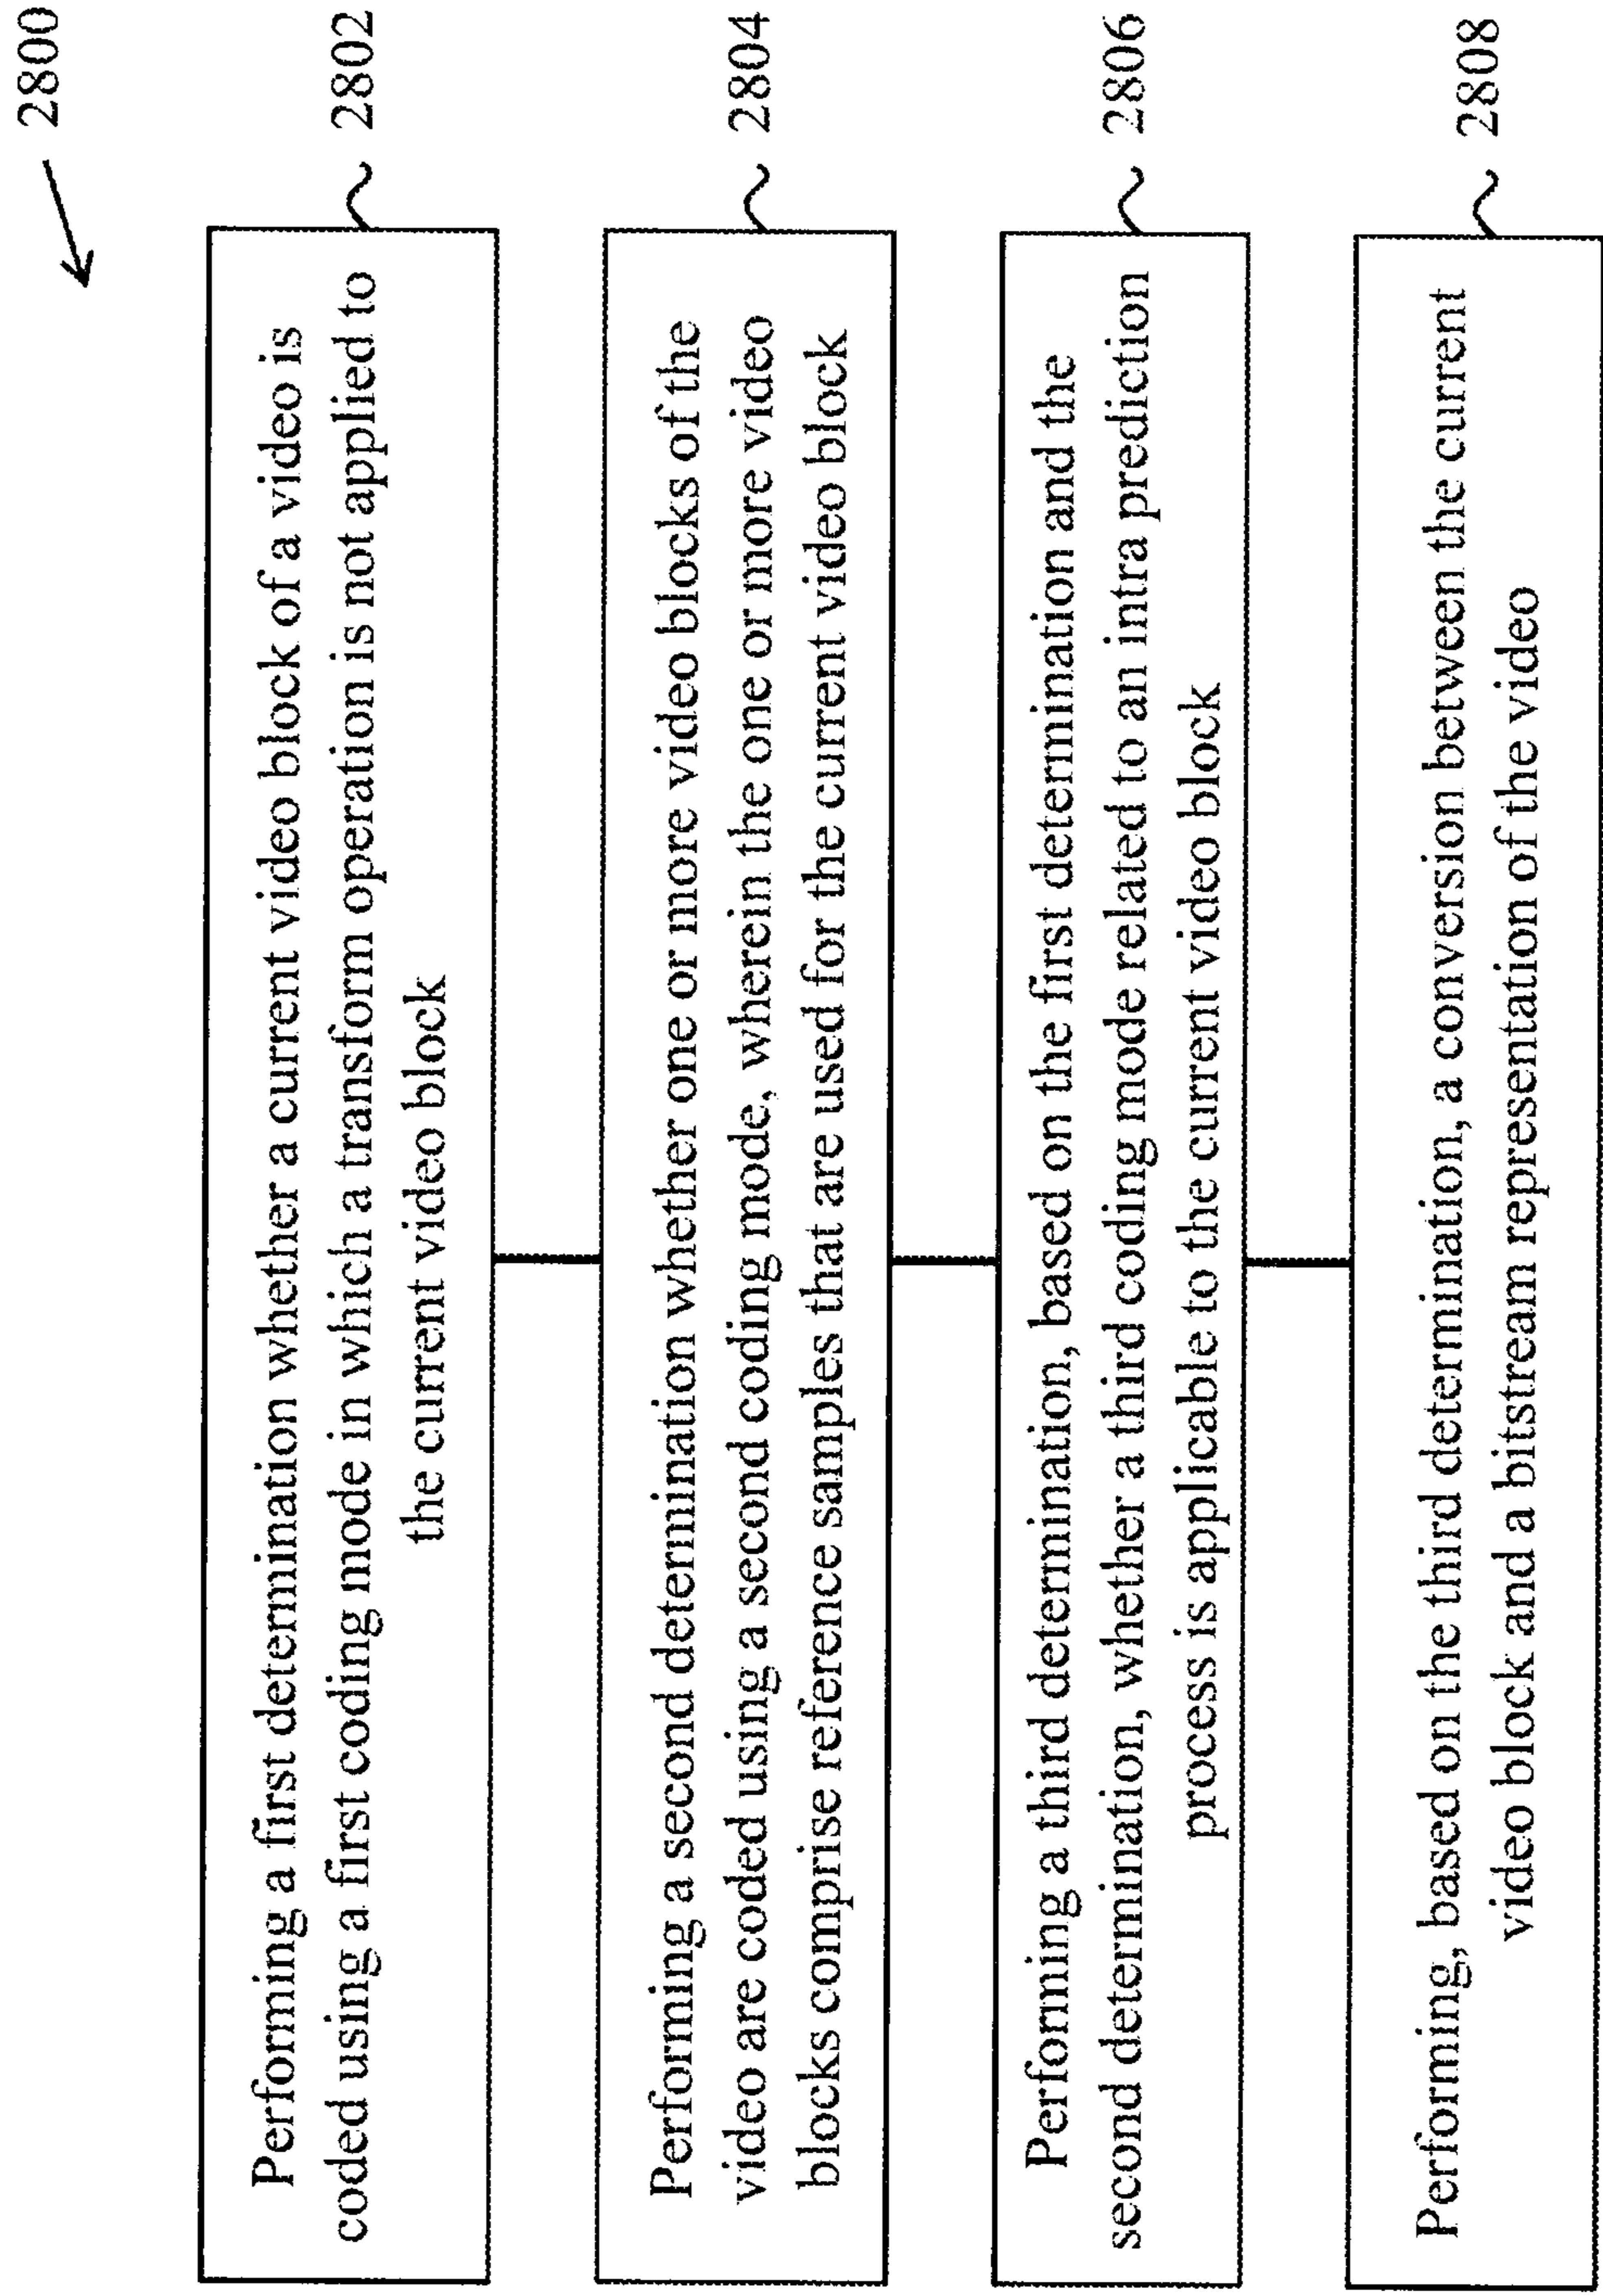 2800
Performing a first determination whether a current video block of a video is
coded using a first coding mode in which a transform operation is not applied to
the current video block
2802
Performing a second determination whether one or more video blocks of the
video are coded using a second coding mode, wherein the one or more video
blocks comprise reference samples that are used for the current video block
2804
Performing a third determination, based on the first determination and the
second determination, whether a third coding mode related to an intra prediction
process is applicable to the current video block
2806
Performing, based on the third determination, a conversion between the current
video block and a bitstream representation of the video
2808